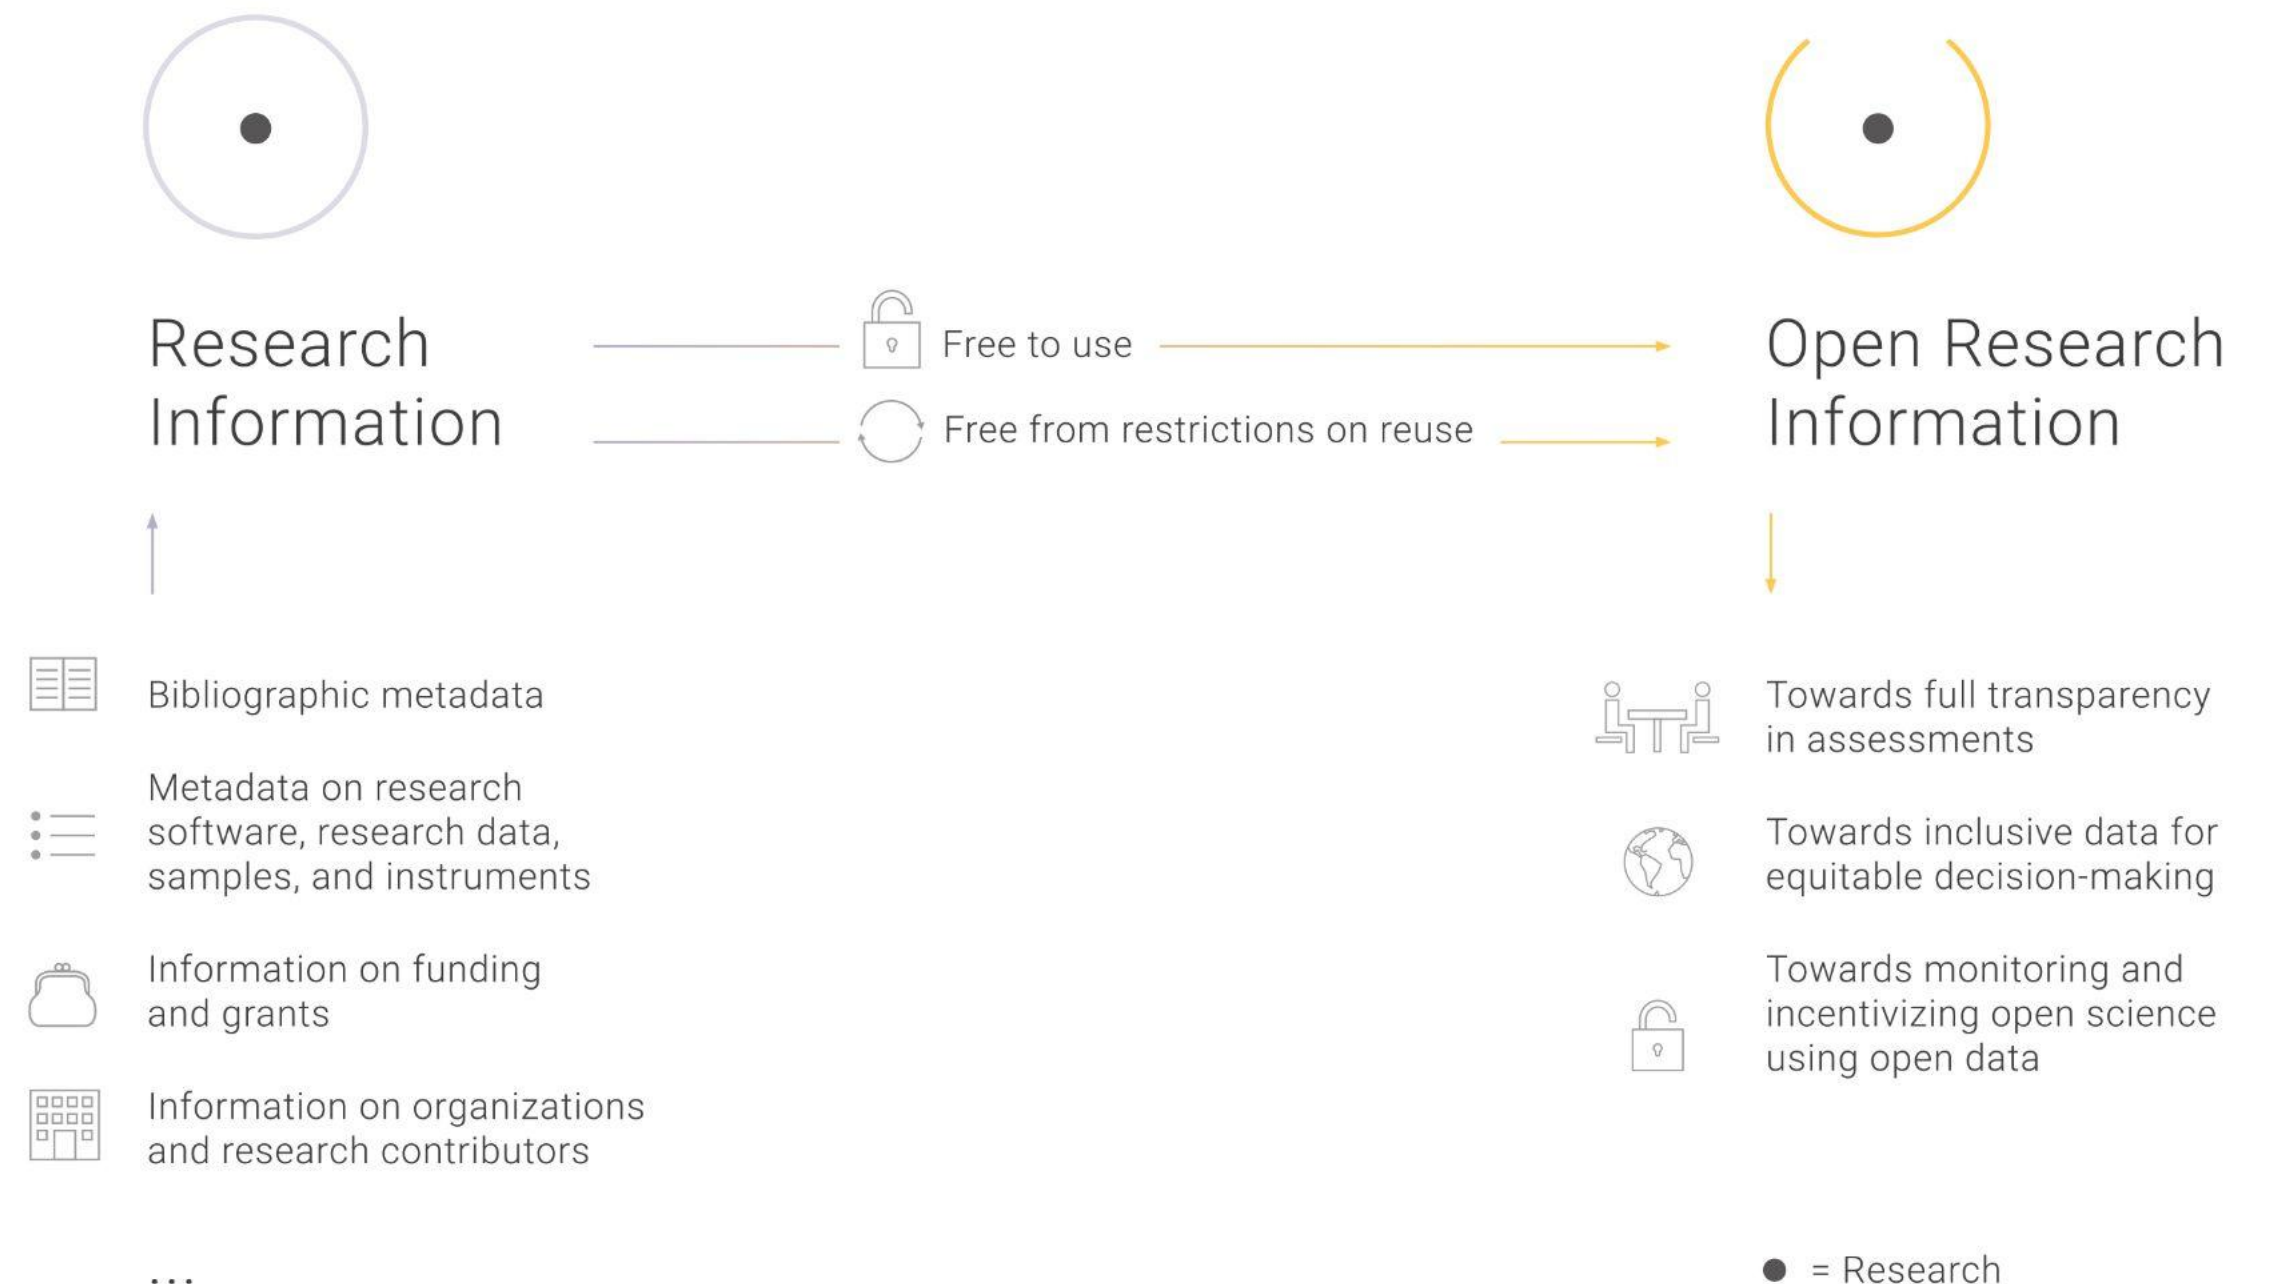 Research
Information
Free to use
Free from restrictions on reuse
Open Research
Information
Bibliographic metadata
Metadata on research
software, research data,
samples, and instruments
Information on funding
and grants
Information on organizations
and research contributors
...
Towards full transparency
in assessments
Towards inclusive data for
equitable decision-making
Towards monitoring and
incentivizing open science
using open data
= Research